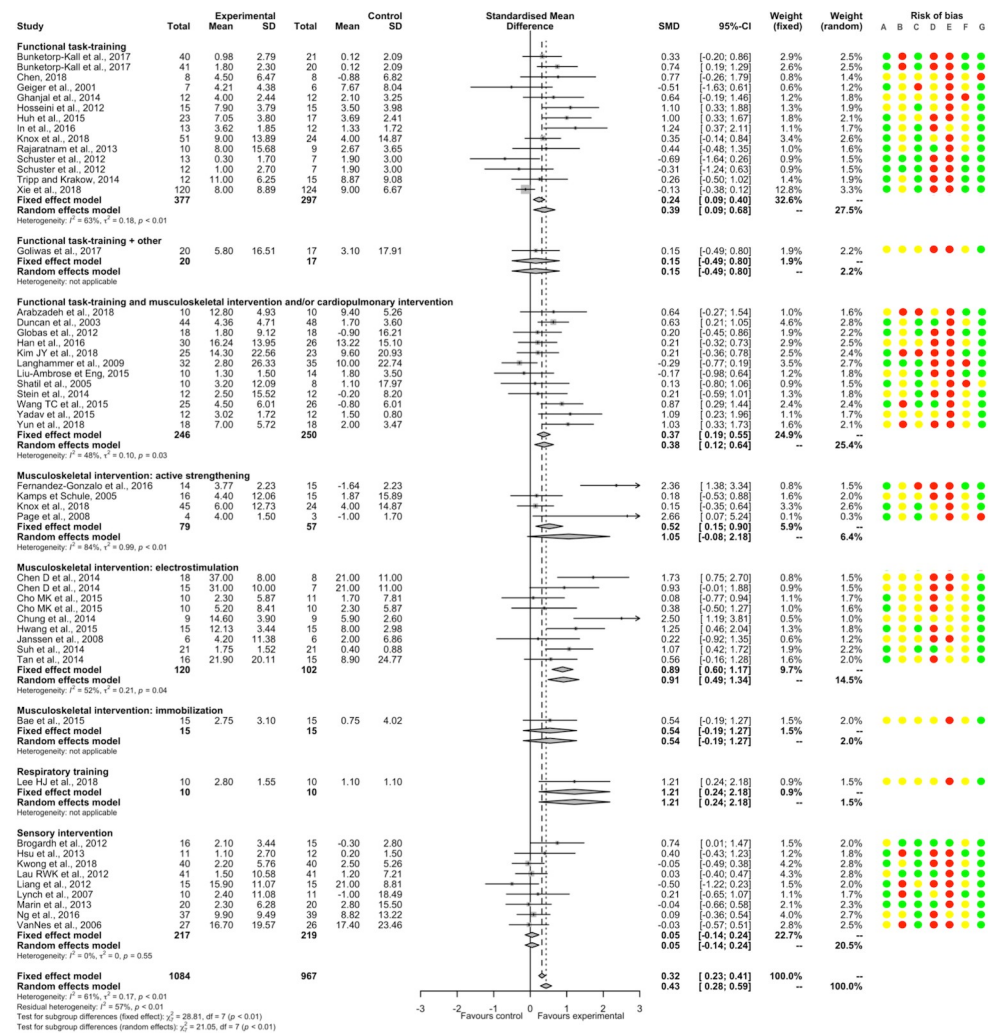 Experimental Control Standardised Mean Weight Weight Risk of bias
Study Total Mean SD Total Mean SD Difference SMD 95%-CI (fixed) (random) A B C D E F G
Functional task-training
Bunketorp-Kall et al., 2017 40 0.98 2.79 21 0.12 2.09 0.33 [-0.20; 0.86] 2.9% 2.5%
Bunketorp-Kall et al., 2017 41 1.80 2.30 20 0.12 2.09 0.74 [0.19; 1.29] 2.6% 2.5%
Chen, 2018 8 4.50 6.47 8 -0.88 6.82 0.77 [-0.26; 1.79] 0.8% 1.4%
Geiger et al., 2001 7 4.21 4.38 6 7.67 8.04 -0.51 [-1.63; 0.61] 0.6% 1.2%
Ghanjal et al., 2014 12 4.00 2.44 12 2.10 3.25 0.64 [-0.19; 1.46] 1.2% 1.8%
Hosseini et al., 2012 15 7.90 3.79 15 3.50 3.98 1.10 [0.33; 1.88] 1.3% 1.9%
Huh et al., 2015 23 7.05 3.80 17 3.69 2.41 1.00 [0.33; 1.67] 1.8% 2.1%
In et al., 2016 13 3.62 1.85 12 1.33 1.72 1.24 [0.37; 2.11] 1.1% 1.7%
Knox et al., 2018 51 9.00 13.89 24 4.00 14.87 0.35 [-0.14; 0.84] 3.4% 2.6%
Rajaratnam et al., 2013 10 8.00 15.68 9 2.67 3.65 0.44 [-0.48; 1.35] 0.9% 1.6%
Schuster et al., 2012 13 0.30 1.70 7 1.90 3.00 -0.69 [-1.64; 0.26] 0.9% 1.5%
Schuster et al., 2012 12 1.00 2.70 7 1.90 3.00 -0.31 [-1.24; 0.63] 0.9% 1.5%
Tripp and Krakow, 2014 12 11.00 6.25 15 8.87 9.08 0.26 [-0.50; 1.02] 1.4% 1.9%
Xie et al., 2018 120 8.00 8.89 124 9.00 6.67 -0.13 [-0.38; 0.12] 12.8% 3.3%
Fixed effect model 377 297 0.24 [0.09; 0.40] 32.6% --
Random effects model 0.39 [0.09; 0.68] -- 27.5%
Heterogeneity: I² = 63%, τ² = 0.18, p < 0.01
Functional task-training + other
Goliwas et al., 2017 20 5.80 16.51 17 3.10 17.91 0.15 [-0.49; 0.80] 1.9% 2.2%
Fixed effect model 20 17 0.15 [-0.49; 0.80] 1.9% --
Random effects model 0.15 [-0.49; 0.80] -- 2.2%
Heterogeneity: not applicable
Functional task-training and musculoskeletal intervention and/or cardiopulmonary intervention
Arabzadeh et al., 2018 10 12.80 4.93 10 9.40 5.26 0.64 [-0.27; 1.54] 1.0% 1.6%
Duncan et al., 2003 44 4.36 4.71 48 1.70 3.60 0.63 [0.21; 1.05] 4.6% 2.8%
Globas et al., 2012 18 1.80 9.12 18 -0.90 16.21 0.20 [-0.45; 0.86] 1.9% 2.2%
Han et al., 2016 30 16.24 13.95 26 13.22 15.10 0.21 [-0.32; 0.73] 2.9% 2.5%
Kim JY et al., 2018 25 14.30 22.56 23 9.60 20.93 0.21 [-0.36; 0.78] 2.5% 2.4%
Langhammer et al., 2009 32 2.80 26.33 35 10.00 22.74 -0.29 [-0.77; 0.19] 3.5% 2.7%
Liu-Ambrose et Eng, 2015 10 1.30 1.50 14 1.80 3.50 -0.17 [-0.98; 0.64] 1.2% 1.8%
Shatil et al., 2005 10 3.20 12.09 8 1.10 17.97 0.13 [-0.80; 1.06] 0.9% 1.5%
Stein et al., 2014 12 2.50 15.52 12 -0.20 8.20 0.21 [-0.59; 1.01] 1.3% 1.8%
Wang TC et al., 2015 25 4.50 6.01 26 -0.80 6.01 0.87 [0.29; 1.44] 2.4% 2.4%
Yadav et al., 2015 12 3.02 1.72 12 1.50 0.80 1.09 [0.23; 1.96] 1.1% 1.7%
Yun et al., 2018 18 7.00 5.72 18 2.00 3.47 1.03 [0.33; 1.73] 1.6% 2.1%
Fixed effect model 246 250 0.37 [0.19; 0.55] 24.9% --
Random effects model 0.38 [0.12; 0.64] -- 25.4%
Heterogeneity: I² = 48%, τ² = 0.10, p = 0.03
Musculoskeletal intervention: active strengthening
Fernandez-Gonzalo et al., 2016 14 3.77 2.23 15 -1.64 2.23 2.36 [1.38; 3.34] 0.8% 1.5%
Kamps et Schule, 2005 16 4.40 12.06 15 1.87 15.89 0.18 [-0.53; 0.88] 1.6% 2.0%
Knox et al., 2018 45 6.00 12.73 24 4.00 14.87 0.15 [-0.35; 0.64] 3.3% 2.6%
Page et al., 2008 4 4.00 1.50 3 -1.00 1.70 2.66 [0.07; 5.24] 0.1% 0.3%
Fixed effect model 79 57 0.52 [0.15; 0.90] 5.9% --
Random effects model 1.05 [-0.08; 2.18] -- 6.4%
Heterogeneity: I² = 84%, τ² = 0.99, p < 0.01
Musculoskeletal intervention: electrostimulation
Chen D et al., 2014 18 37.00 8.00 8 21.00 11.00 1.73 [0.75; 2.70] 0.8% 1.5%
Chen D et al., 2014 15 31.00 10.00 7 21.00 11.00 0.93 [-0.01; 1.88] 0.9% 1.5%
Cho MK et al., 2015 10 2.30 5.87 11 1.70 7.81 0.08 [-0.77; 0.94] 1.1% 1.7%
Cho MK et al., 2015 10 5.20 8.41 10 2.30 5.87 0.38 [-0.50; 1.27] 1.0% 1.6%
Chung et al., 2014 9 14.60 3.90 9 5.90 2.60 2.50 [1.19; 3.81] 0.5% 1.0%
Hwang et al., 2015 15 12.13 3.44 15 8.00 2.98 1.25 [0.46; 2.04] 1.3% 1.8%
Janssen et al., 2008 6 4.20 11.38 6 2.00 6.86 0.22 [-0.92; 1.35] 0.6% 1.2%
Suh et al., 2014 21 1.75 1.52 21 0.40 0.88 1.07 [0.42; 1.72] 1.9% 2.2%
Tan et al., 2014 16 21.90 20.11 15 8.90 24.77 0.56 [-0.16; 1.28] 1.6% 2.0%
Fixed effect model 120 102 0.89 [0.60; 1.17] 9.7% --
Random effects model 0.91 [0.49; 1.34] -- 14.5%
Heterogeneity: I² = 52%, τ² = 0.21, p = 0.04
Musculoskeletal intervention: immobilization
Bae et al., 2015 15 2.75 3.10 15 0.75 4.02 0.54 [-0.19; 1.27] 1.5% 2.0%
Fixed effect model 15 15 0.54 [-0.19; 1.27] 1.5% --
Random effects model 0.54 [-0.19; 1.27] -- 2.0%
Heterogeneity: not applicable
Respiratory training
Lee HJ et al., 2018 10 2.80 1.55 10 1.10 1.10 1.21 [0.24; 2.18] 0.9% 1.5%
Fixed effect model 10 10 1.21 [0.24; 2.18] 0.9% --
Random effects model 1.21 [0.24; 2.18] -- 1.5%
Heterogeneity: not applicable
Sensory intervention
Brogardh et al., 2012 16 2.10 3.44 15 -0.30 2.80 0.74 [0.01; 1.47] 1.5% 2.0%
Hsu et al., 2013 11 1.10 2.70 12 0.20 1.50 0.40 [-0.43; 1.23] 1.2% 1.8%
Kwong et al., 2018 40 2.20 5.76 40 2.50 5.26 -0.05 [-0.49; 0.38] 4.2% 2.8%
Lau RWK et al., 2012 41 1.50 10.58 41 1.20 7.21 0.03 [-0.40; 0.47] 4.3% 2.8%
Liang et al., 2012 15 15.90 11.07 15 21.00 8.81 -0.50 [-1.22; 0.23] 1.5% 2.0%
Lynch et al., 2007 10 2.40 11.08 11 -1.00 18.49 0.21 [-0.65; 1.07] 1.1% 1.7%
Marin et al., 2013 20 2.30 6.28 20 2.80 15.50 -0.04 [-0.66; 0.58] 2.1% 2.3%
Ng et al., 2016 37 9.90 9.49 39 8.82 13.22 0.09 [-0.36; 0.54] 4.0% 2.7%
VanNes et al., 2006 27 16.70 19.57 26 17.40 23.46 -0.03 [-0.57; 0.51] 2.8% 2.5%
Fixed effect model 217 219 0.05 [-0.14; 0.24] 22.7% --
Random effects model 0.05 [-0.14; 0.24] -- 20.5%
Heterogeneity: I² = 0%, τ² = 0, p = 0.55
Fixed effect model 1084 967 0.32 [0.23; 0.41] 100.0% --
Random effects model 0.43 [0.28; 0.59] -- 100.0%
Heterogeneity: I² = 61%, τ² = 0.17, p < 0.01
Residual heterogeneity: I² = 57%, p < 0.01
-3 -2 -1 0 1 2 3
Test for subgroup differences (fixed effect): χ²₇ = 28.81, df = 7 (p < 0.01)
Favours control Favours experimental
Test for subgroup differences (random effects): χ²₇ = 21.05, df = 7 (p < 0.01)